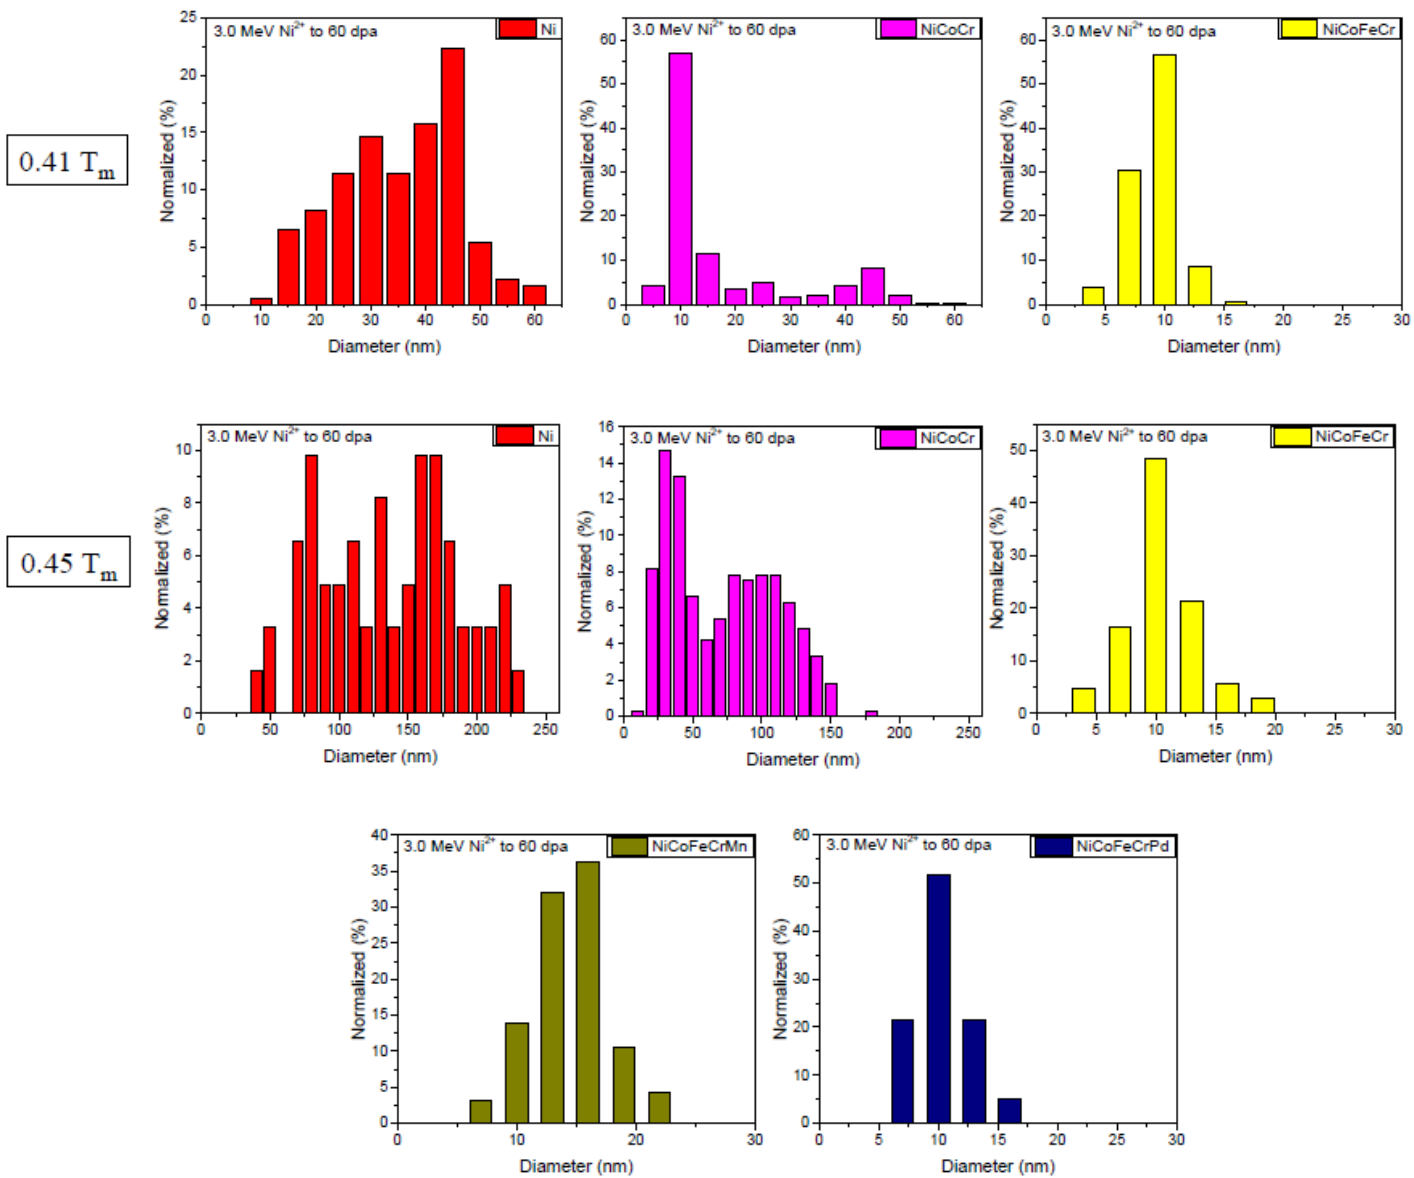 0.41 Tm
3.0 MeV Ni2+ to 60 dpa
Ni
Normalized (%)
25
20
15
10
5
0
0 10 20 30 40 50 60
Diameter (nm)
3.0 MeV Ni2+ to 60 dpa
NiCoCr
Normalized (%)
60
50
40
30
20
10
0
0 10 20 30 40 50 60
Diameter (nm)
3.0 MeV Ni2+ to 60 dpa
NiCoFeCr
Normalized (%)
60
50
40
30
20
10
0
0 5 10 15 20 25 30
Diameter (nm)
0.45 Tm
3.0 MeV Ni2+ to 60 dpa
Ni
Normalized (%)
10
8
6
4
2
0
0 50 100 150 200 250
Diameter (nm)
3.0 MeV Ni2+ to 60 dpa
NiCoCr
Normalized (%)
16
14
12
10
8
6
4
2
0
0 50 100 150 200 250
Diameter (nm)
3.0 MeV Ni2+ to 60 dpa
NiCoFeCr
Normalized (%)
50
40
30
20
10
0
0 5 10 15 20 25 30
Diameter (nm)
3.0 MeV Ni2+ to 60 dpa
NiCoFeCrMn
Normalized (%)
40
35
30
25
20
15
10
5
0
0 10 20 30
Diameter (nm)
3.0 MeV Ni2+ to 60 dpa
NiCoFeCrPd
Normalized (%)
60
50
40
30
20
10
0
0 5 10 15 20 25 30
Diameter (nm)